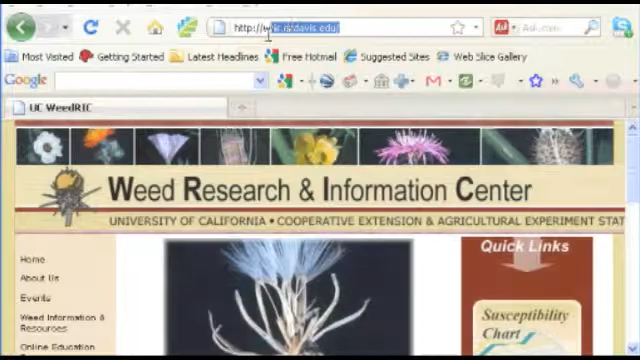 http://wric.ucdavis.edu/
Ask.com
Most Visited Getting Started Latest Headlines Free Hotmail Suggested Sites Web Slice Gallery
Google
UC WeedRIC
Weed Research & Information Center
UNIVERSITY OF CALIFORNIA • COOPERATIVE EXTENSION & AGRICULTURAL EXPERIMENT STAT
Home
About Us
Events
Weed Information &
Resources
Online Education
Quick Links
Susceptibility
Chart